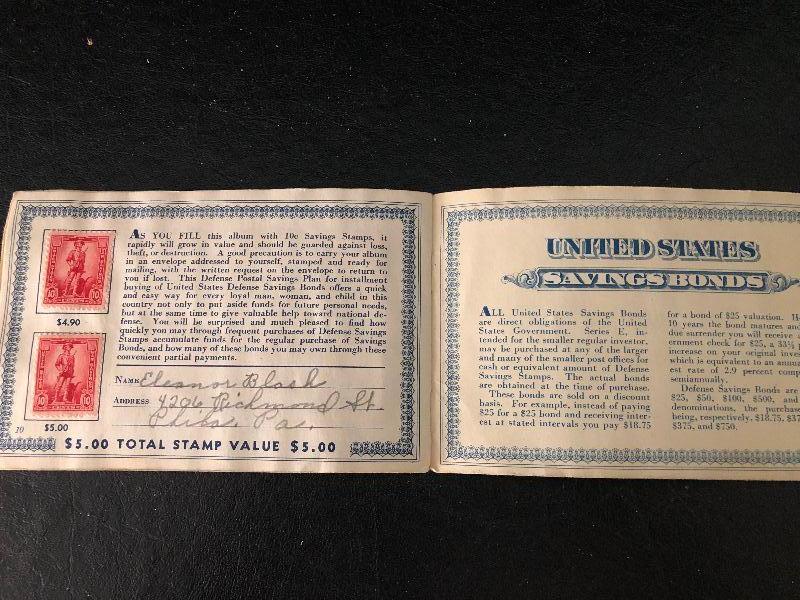 As you fill this album with 10c Savings Stamps, it
rapidly will grow in value and should be guarded against loss,
theft, or destruction. A good precaution is to carry your album
in an envelope addressed to yourself, stamped and ready for
mailing, with the written request on the envelope to return to
you if lost. This Defense Postal Savings Plan for installment
buying of United States Defense Savings Bonds offers a quick
and easy way for every loyal man, woman, and child in this
country not only to put aside funds for future personal needs,
but at the same time to give valuable help toward national de-
fense. You will be surprised and much pleased to find how
quickly you may through frequent purchases of Defense Savings
Stamps accumulate funds for the regular purchase of Savings
Bonds, and how many of these bonds you may own through these
convenient partial payments.
10 10
$4.90
10 10
$5.00
Name Eleanor Blash
Address 4206 Richmond St.
Phila. Pa.
10
$5.00 TOTAL STAMP VALUE $5.00
UNITED STATES
SAVINGS BONDS
All United States Savings Bonds
are direct obligations of the United
States Government. Series E, in-
tended for the smaller regular investor,
may be purchased at any of the larger
and many of the smaller post offices for
cash or equivalent amount of Defense
Savings Stamps. The actual bonds
are obtained at the time of purchase.
These bonds are sold on a discount
basis. For example, instead of paying
$25 for a $25 bond and receiving inter-
est at stated intervals you pay $18.75
for a bond of $25 valuation.
10 years the bond matures and
due surrender you will receive
ernment check for $25, a 33⅓
increase on your original inve
which is equivalent to an annu
est rate of 2.9 percent comp
semiannually.
Defense Savings Bonds are
$25, $50, $100, $500, and
denominations, the purchas
being, respectively, $18.75, $37
$375, and $750.